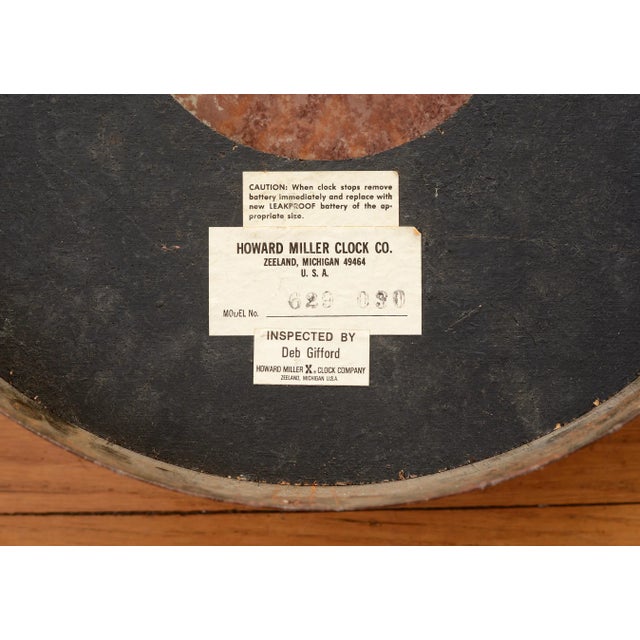 CAUTION: When clock stops remove
battery immediately and replace with
new LEAKPROOF battery of the ap-
propriate size.
HOWARD MILLER CLOCK CO.
ZEELAND, MICHIGAN 49464
U. S. A.
MODEL No. 629 030
INSPECTED BY
Deb Gifford
HOWARD MILLER CLOCK COMPANY
ZEELAND, MICHIGAN U.S.A.